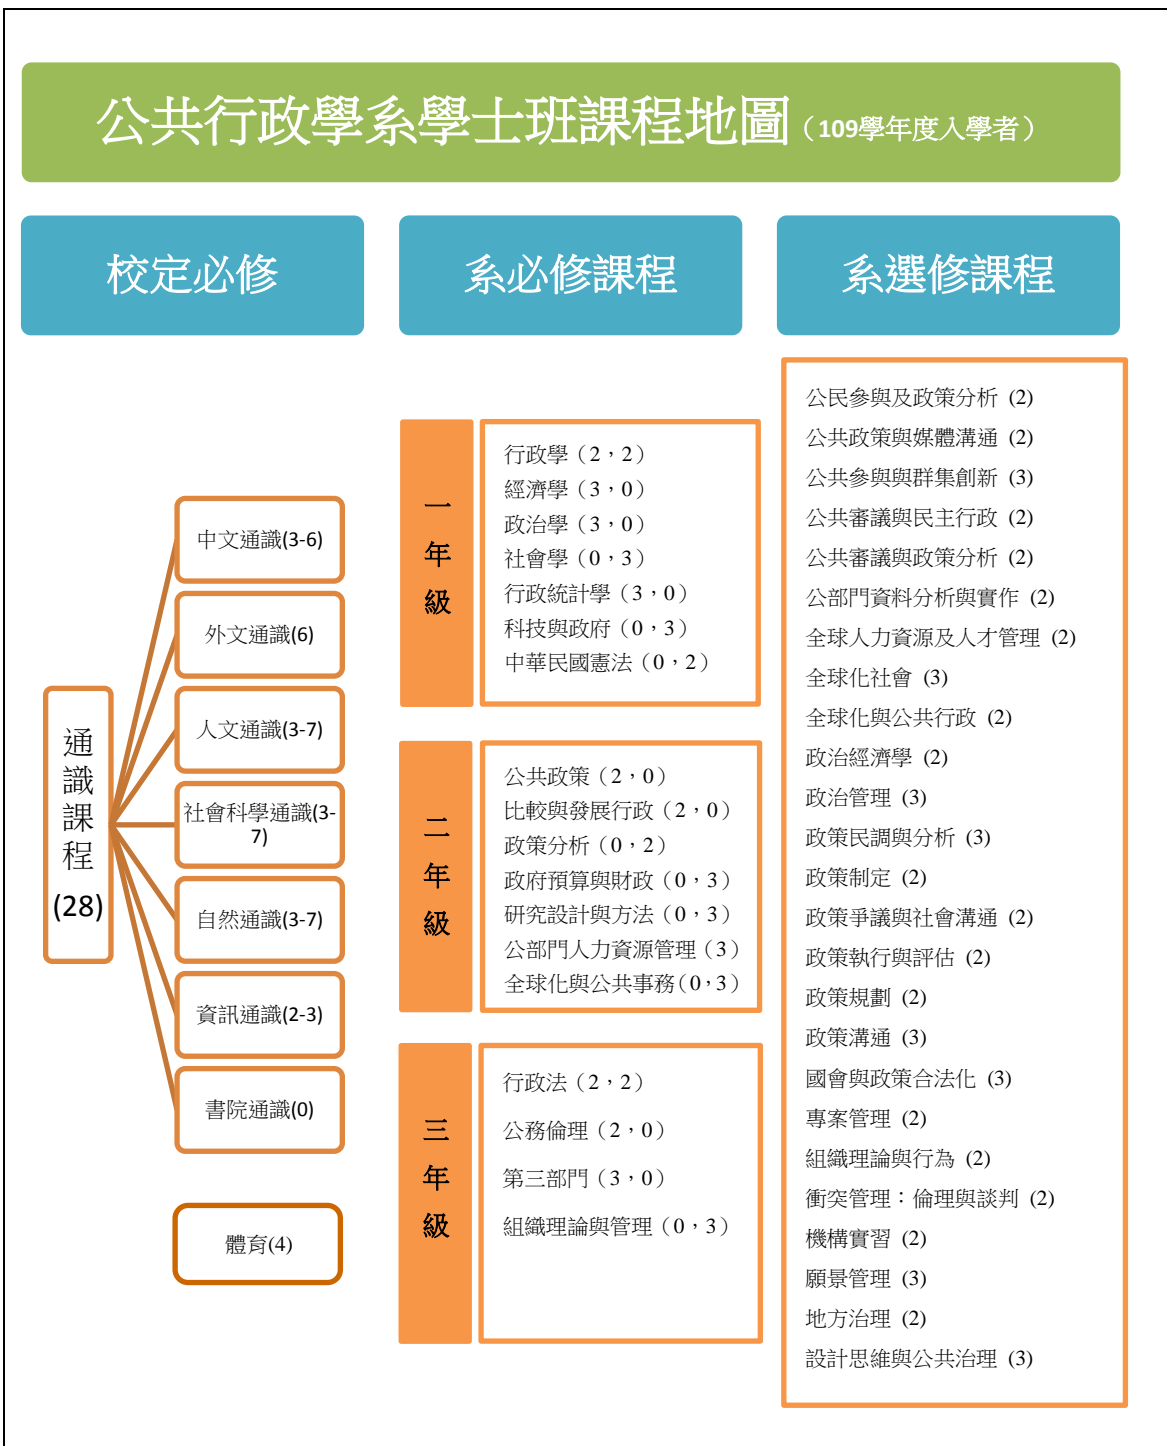 公共行政學系學士班課程地圖（109學年度入學者）
校定必修
系必修課程
系選修課程
通識課程(28)
中文通識(3-6)
外文通識(6)
人文通識(3-7)
社會科學通識(3-
7)
自然通識(3-7)
資訊通識(2-3)
書院通識(0)
體育(4)
一年級
行政學（2，2）
經濟學（3，0）
政治學（3，0）
社會學（0，3）
行政統計學（3，0）
科技與政府（0，3）
中華民國憲法（0，2）
二年級
公共政策（2，0）
比較與發展行政（2，0）
政策分析（0，2）
政府預算與財政（0，3）
研究設計與方法（0，3）
公部門人力資源管理（3）
全球化與公共事務(0，3）
三年級
行政法（2，2）
公務倫理（2，0）
第三部門（3，0）
組織理論與管理（0，3）
公民參與及政策分析 (2)
公共政策與媒體溝通 (2)
公共參與與群集創新 (3)
公共審議與民主行政 (2)
公共審議與政策分析 (2)
公部門資料分析與實作 (2)
全球人力資源及人才管理 (2)
全球化社會 (3)
全球化與公共行政 (2)
政治經濟學 (2)
政治管理 (3)
政策民調與分析 (3)
政策制定 (2)
政策爭議與社會溝通 (2)
政策執行與評估 (2)
政策規劃 (2)
政策溝通 (3)
國會與政策合法化 (3)
專案管理 (2)
組織理論與行為 (2)
衝突管理：倫理與談判 (2)
機構實習 (2)
願景管理 (3)
地方治理 (2)
設計思維與公共治理 (3)